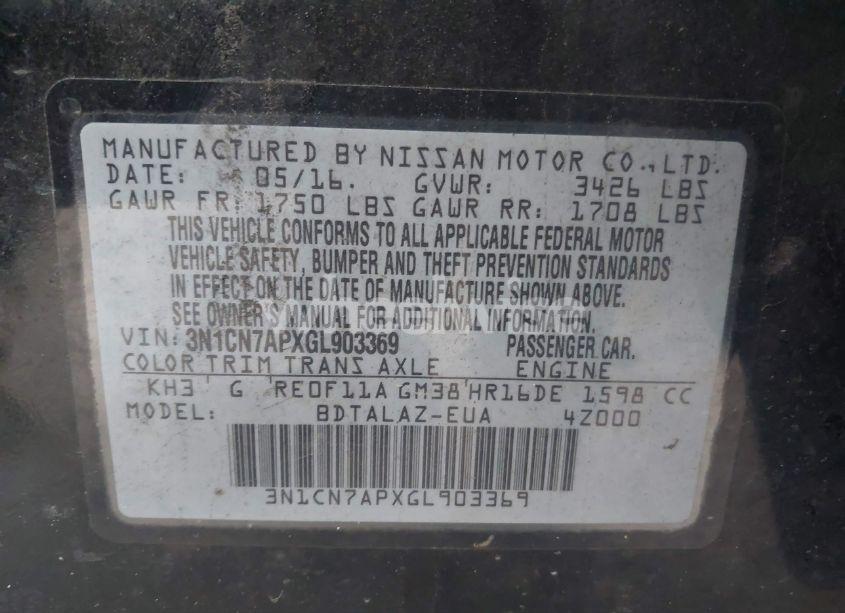 MANUFACTURED BY NISSAN MOTOR CO., LTD.
DATE: 05/16. GVWR: 3426 LBS
GAWR FR: 1750 LBS GAWR RR: 1708 LBS
THIS VEHICLE CONFORMS TO ALL APPLICABLE FEDERAL MOTOR
VEHICLE SAFETY, BUMPER AND THEFT PREVENTION STANDARDS
IN EFFECT ON THE DATE OF MANUFACTURE SHOWN ABOVE.
SEE OWNER'S MANUAL FOR ADDITIONAL INFORMATION.
VIN: 3N1CN7APXGL903369 PASSENGER CAR.
COLOR TRIM TRANS AXLE ENGINE
KH3 G RE0F11A GM38 HR16DE 1598 CC
MODEL: BDTALAZ-EUA 4Z000
3N1CN7APXGL903369